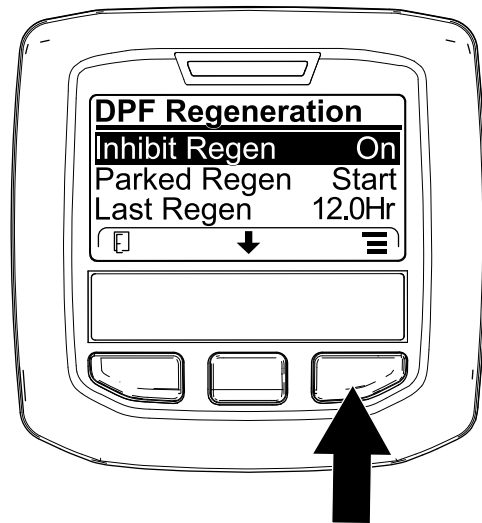 DPF Regeneration
Inhibit Regen On
Parked Regen Start
Last Regen 12.0Hr